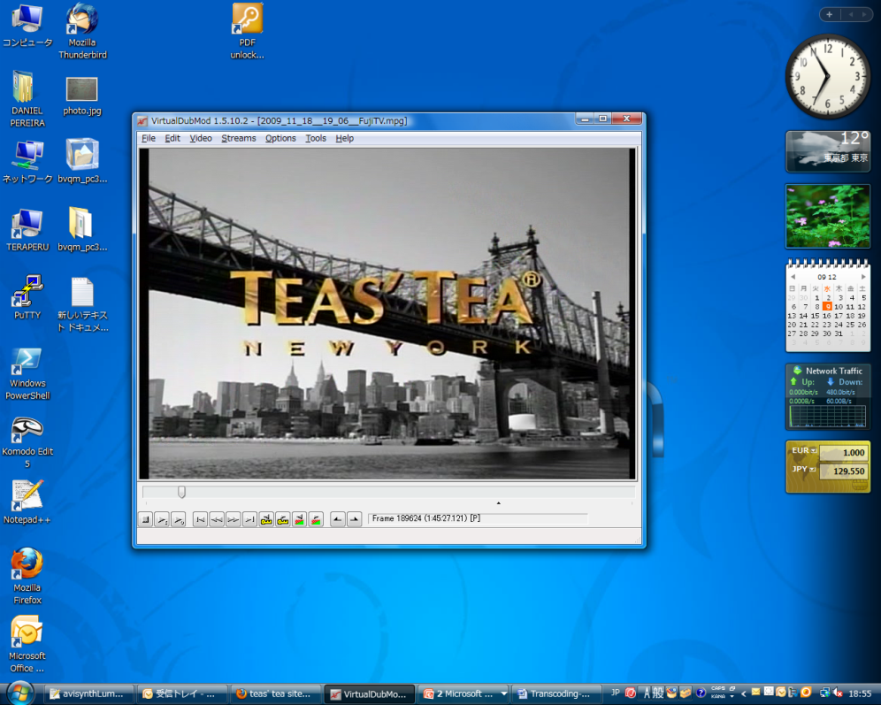 コンピュータ
Mozilla
Thunderbird
PDF
unlock...
DANIEL
PEREIRA
photo.jpg
ネットワーク
bvqm_pc3...
TERAPERU
bvqm_pc3...
PuTTY
新しいテキス
ト ドキュメ...
Windows
PowerShell
Komodo Edit
5
Notepad++
Mozilla
Firefox
Microsoft
Office ...
VirtualDubMod 1.5.10.2 - [2009_11_18__19_06__FujiTV.mpg]
File Edit Video Streams Options Tools Help
TEAS' TEA®
NEW YORK
Frame 189624 (1:45:27.121) [P]
12°
東京都 東京
09 12
日 月 火 水 木 金 土
29 30 1 2 3 4 5
6 7 8 9 10 11 12
13 14 15 16 17 18 19
20 21 22 23 24 25 26
27 28 29 30 31
Network Traffic
Up: Down:
0.000bit/s 480.0bit/s
0.000B/s 60.00B/s
EUR 1.000
JPY 129.550
avisynthLum...
受信トレイ - ...
teas' tea site...
VirtualDubMo...
2 Microsoft ...
Transcoding-...
JP
A 般
CAPS
KANA
18:55